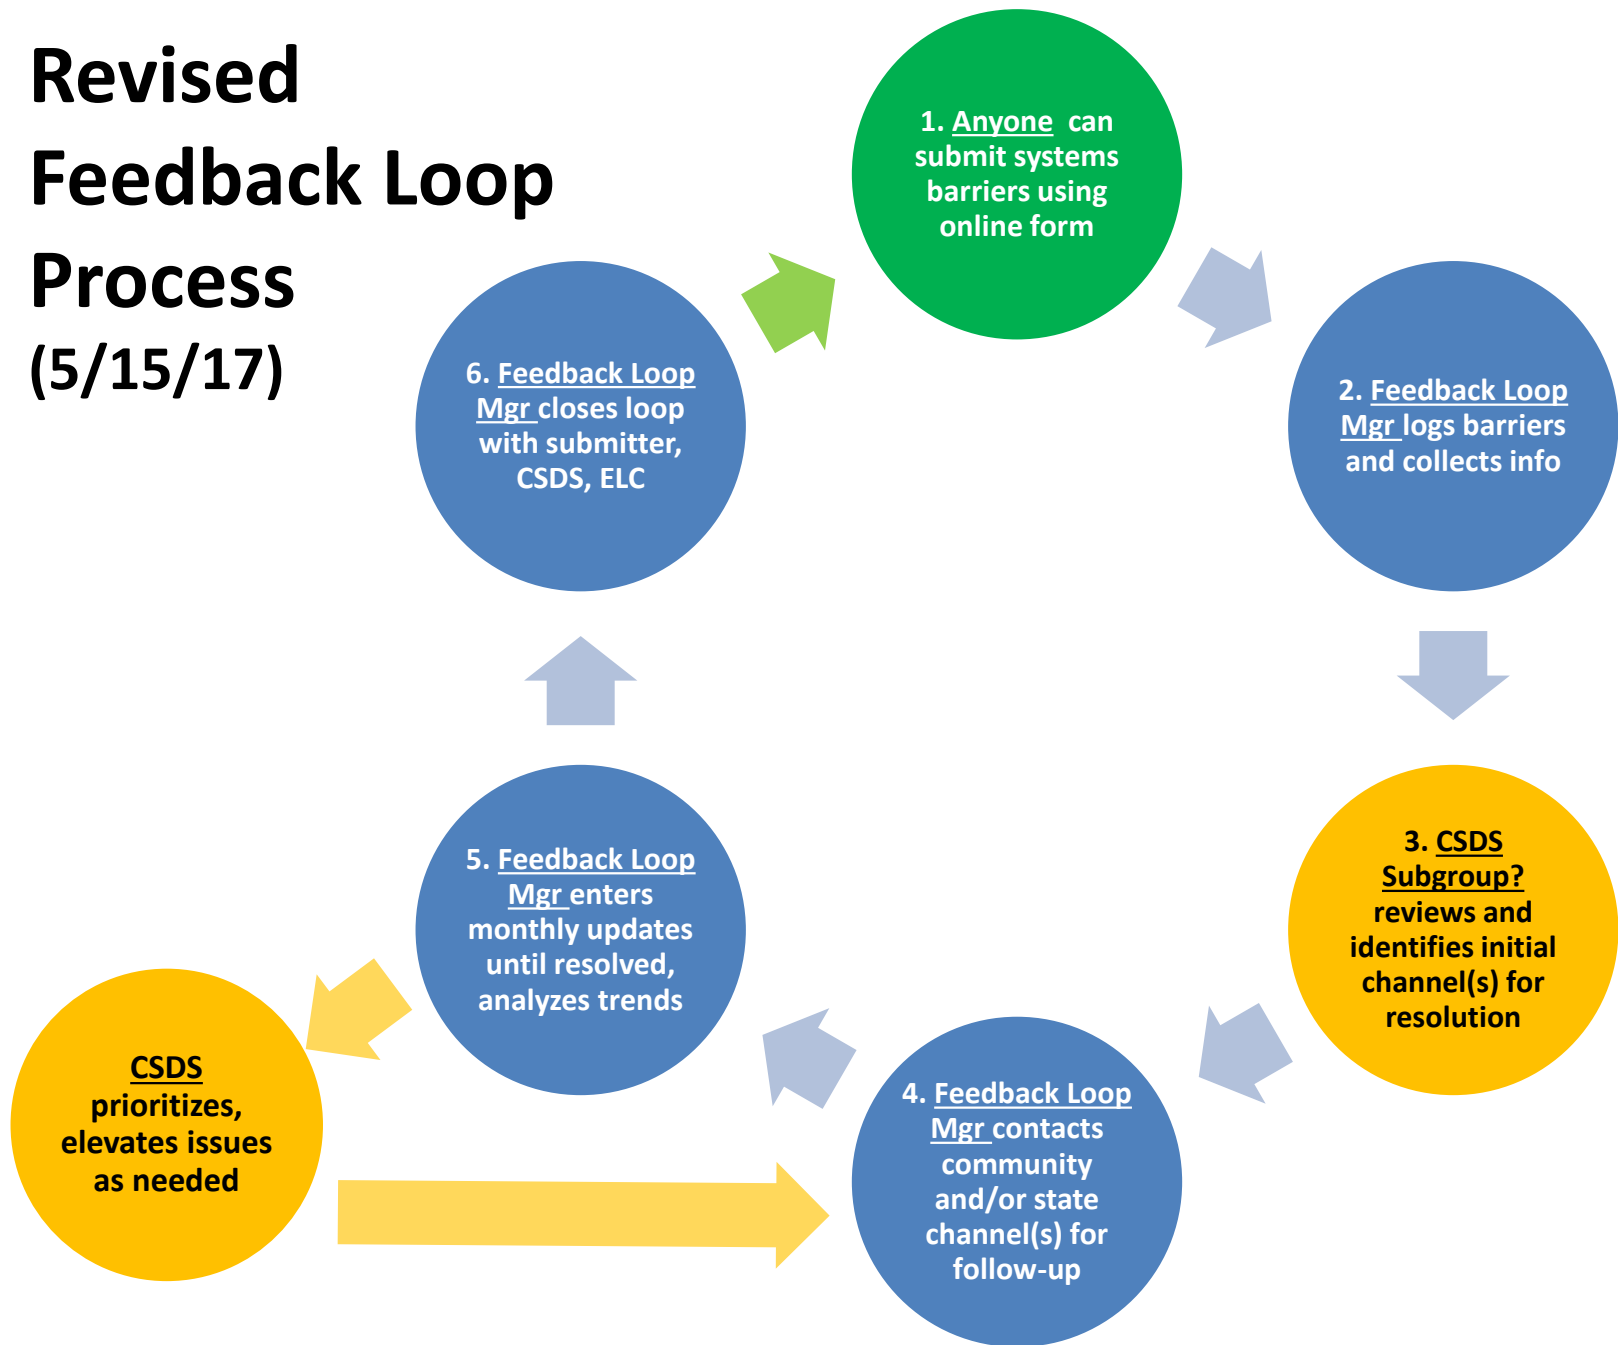 Revised
Feedback Loop
Process
(5/15/17)
1. Anyone can
submit systems
barriers using
online form
2. Feedback Loop
Mgr logs barriers
and collects info
3. CSDS
Subgroup?
reviews and
identifies initial
channel(s) for
resolution
4. Feedback Loop
Mgr contacts
community
and/or state
channel(s) for
follow-up
5. Feedback Loop
Mgr enters
monthly updates
until resolved,
analyzes trends
CSDS
prioritizes,
elevates issues
as needed
6. Feedback Loop
Mgr closes loop
with submitter,
CSDS, ELC